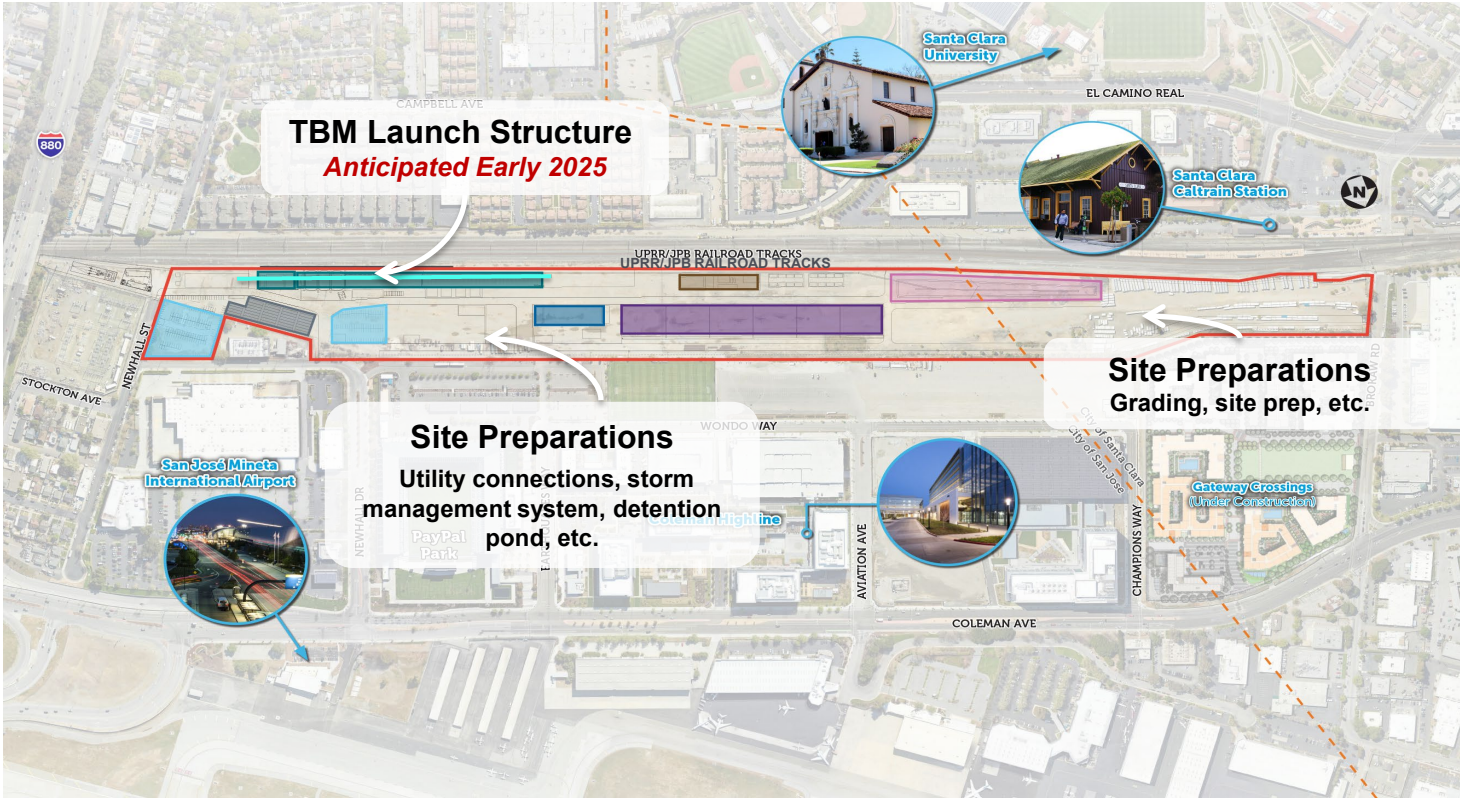 Santa Clara
University
EL CAMINO REAL
CAMPBELL AVE
TBM Launch Structure
Anticipated Early 2025
880
Santa Clara
Caltrain Station
N
UPRR/JPB RAILROAD TRACKS
UPRR/JPB RAILROAD TRACKS
NEWHALL ST
STOCKTON AVE
Site Preparations
Grading, site prep, etc.
BROKAW RD
WONDO WAY
Site Preparations
Utility connections, storm
management system, detention
pond, etc.
City of Santa Clara
City of San Jose
San José Mineta
International Airport
Gateway Crossings
(Under Construction)
NEWHALL DR
Coleman Highline
PayPal
Park
AVIATION AVE
CHAMPIONS WAY
COLEMAN AVE